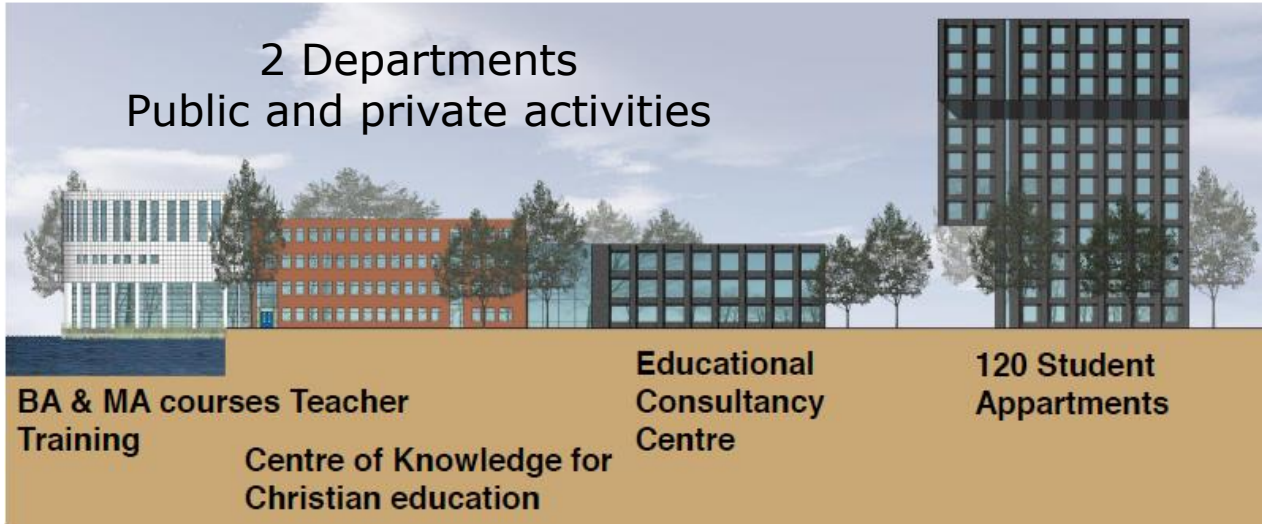 2 Departments
Public and private activities
BA & MA courses Teacher
Training
Centre of Knowledge for
Christian education
Educational
Consultancy
Centre
120 Student
Appartments